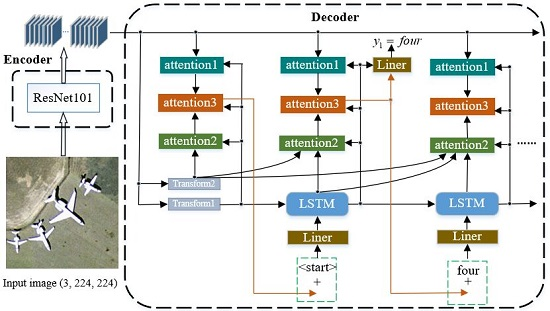 Decoder
Encoder
ResNet101
Input image (3, 224, 224)
attention1
attention3
attention2
Transform2
Transform1
attention1
attention3
attention2
LSTM
Liner
<start>
+
y1 = four
Liner
attention1
attention3
attention2
LSTM
Liner
four
+
......